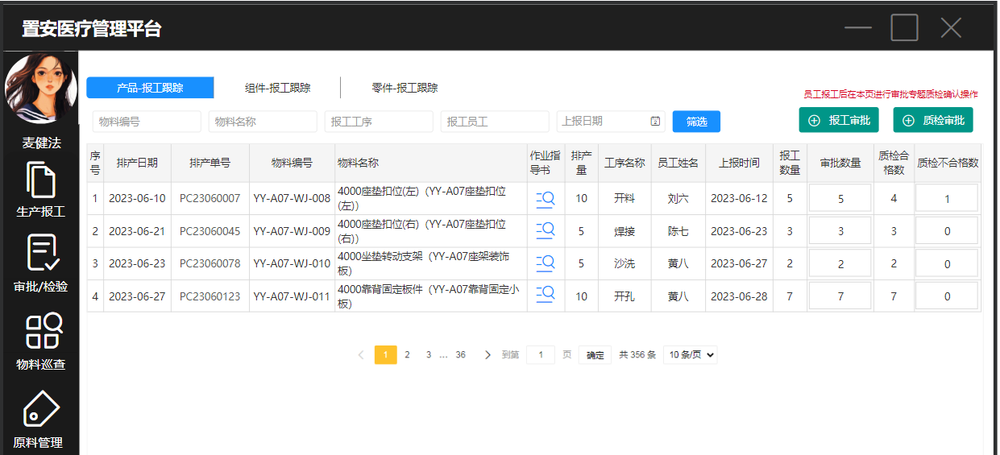 置安医疗管理平台
麦健法
生产报工
审批/检验
物料巡查
原料管理
产品-报工跟踪 组件-报工跟踪 零件-报工跟踪
员工报工后在本页进行审批专题质检确认操作
物料编号 物料名称 报工工序 报工员工 上报日期 筛选 报工审批 质检审批
序号 排产日期 排产单号 物料编号 物料名称 作业指导书 排产量 工序名称 员工姓名 上报时间 报工数量 审批数量 质检合格数 质检不合格数
1 2023-06-10 PC23060007 YY-A07-WJ-008 4000座垫扣位(左)（YY-A07座垫扣位(左)） 10 开料 刘六 2023-06-12 5 5 4 1
2 2023-06-21 PC23060045 YY-A07-WJ-009 4000座垫扣位(右)（YY-A07座垫扣位(右)） 5 焊接 陈七 2023-06-23 3 3 3 0
3 2023-06-23 PC23060078 YY-A07-WJ-010 4000坐垫转动支架（YY-A07座架装饰板） 5 沙洗 黄八 2023-06-27 2 2 2 0
4 2023-06-27 PC23060123 YY-A07-WJ-011 4000靠背固定板件（YY-A07靠背固定小板） 10 开孔 黄八 2023-06-28 7 7 7 0
1 2 3 ... 36 到第 1 页 确定 共 356 条 10 条/页